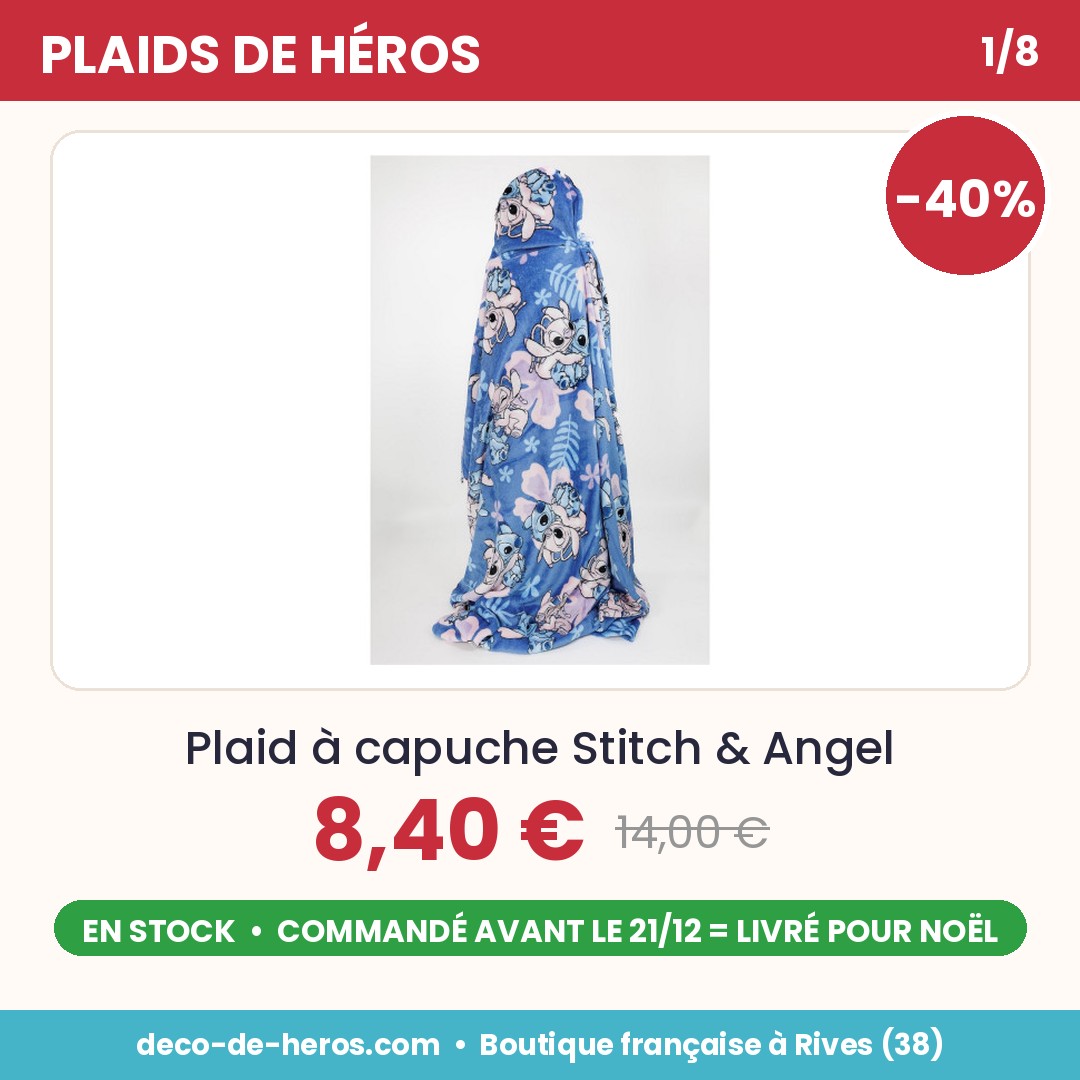 PLAIDS DE HÉROS
1/8
-40%
Plaid à capuche Stitch & Angel
8,40 € 14,00 €
EN STOCK • COMMANDÉ AVANT LE 21/12 = LIVRÉ POUR NOËL
deco-de-heros.com • Boutique française à Rives (38)